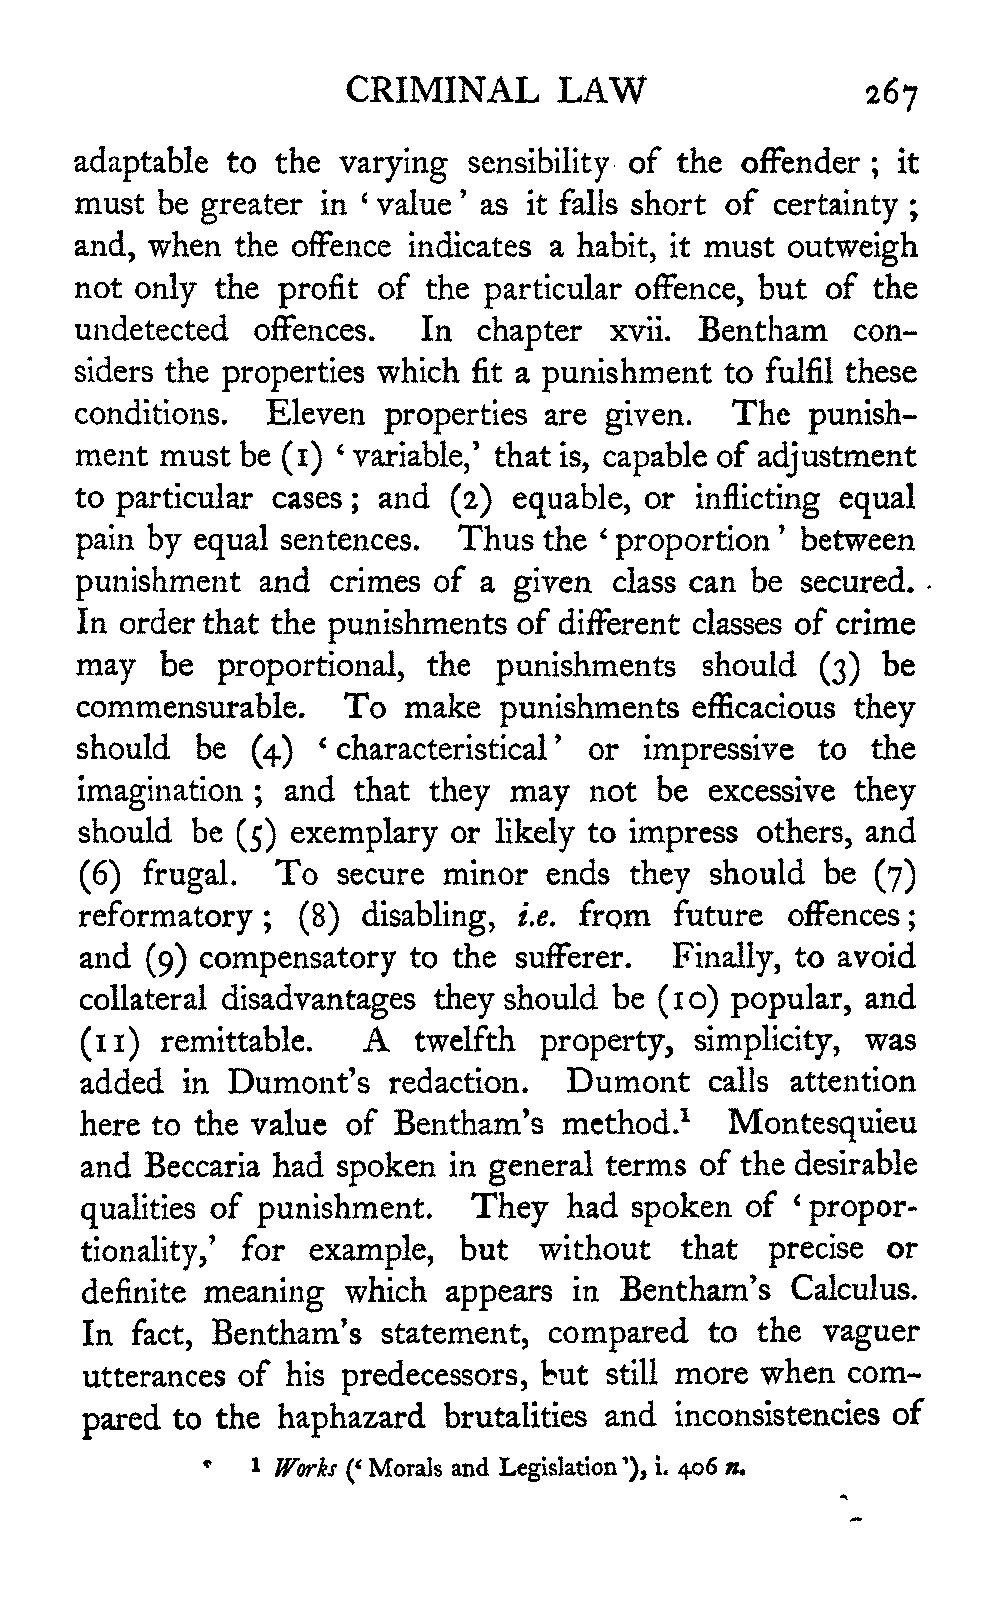 CRIMINAL LAW 267
adaptable to the varying sensibility of the offender ; it
must be greater in ‘ value ’ as it falls short of certainty ;
and, when the offence indicates a habit, it must outweigh
not only the profit of the particular offence, but of the
undetected offences. In chapter xvii. Bentham con-
siders the properties which fit a punishment to fulfil these
conditions. Eleven properties are given. The punish-
ment must be (1) ‘ variable,’ that is, capable of adjustment
to particular cases ; and (2) equable, or inflicting equal
pain by equal sentences. Thus the ‘ proportion ’ between
punishment and crimes of a given class can be secured.
In order that the punishments of different classes of crime
may be proportional, the punishments should (3) be
commensurable. To make punishments efficacious they
should be (4) ‘ characteristical ’ or impressive to the
imagination ; and that they may not be excessive they
should be (5) exemplary or likely to impress others, and
(6) frugal. To secure minor ends they should be (7)
reformatory ; (8) disabling, i.e. from future offences ;
and (9) compensatory to the sufferer. Finally, to avoid
collateral disadvantages they should be (10) popular, and
(11) remittable. A twelfth property, simplicity, was
added in Dumont’s redaction. Dumont calls attention
here to the value of Bentham’s method.¹ Montesquieu
and Beccaria had spoken in general terms of the desirable
qualities of punishment. They had spoken of ‘ propor-
tionality,’ for example, but without that precise or
definite meaning which appears in Bentham’s Calculus.
In fact, Bentham’s statement, compared to the vaguer
utterances of his predecessors, but still more when com-
pared to the haphazard brutalities and inconsistencies of
¹ Works (‘ Morals and Legislation ’), i. 406 n.